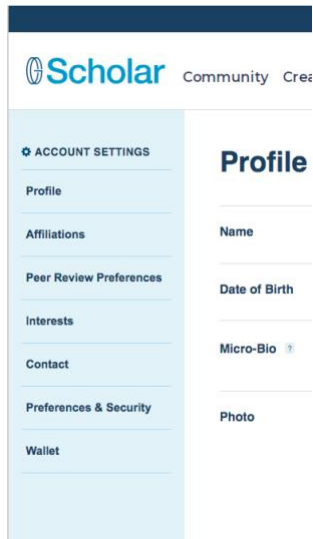 Scholar Community
ACCOUNT SETTINGS
Profile
Affiliations
Peer Review Preferences
Interests
Contact
Preferences & Security
Wallet
Profile
Name
Date of Birth
Micro-Bio ?
Photo